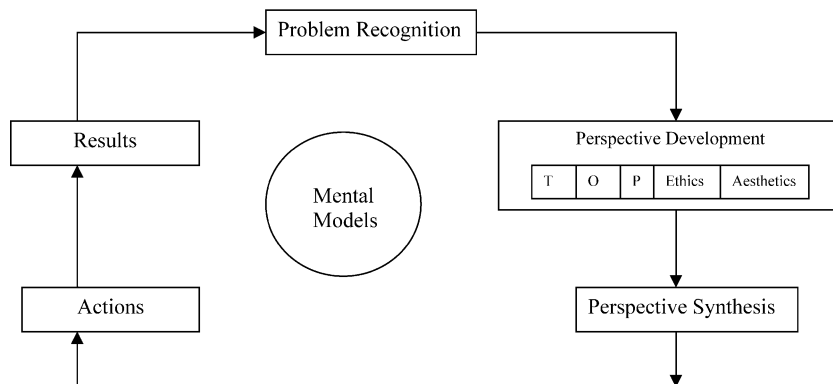 Problem Recognition
Results
Perspective Development
T O P Ethics Aesthetics
Mental
Models
Actions
Perspective Synthesis